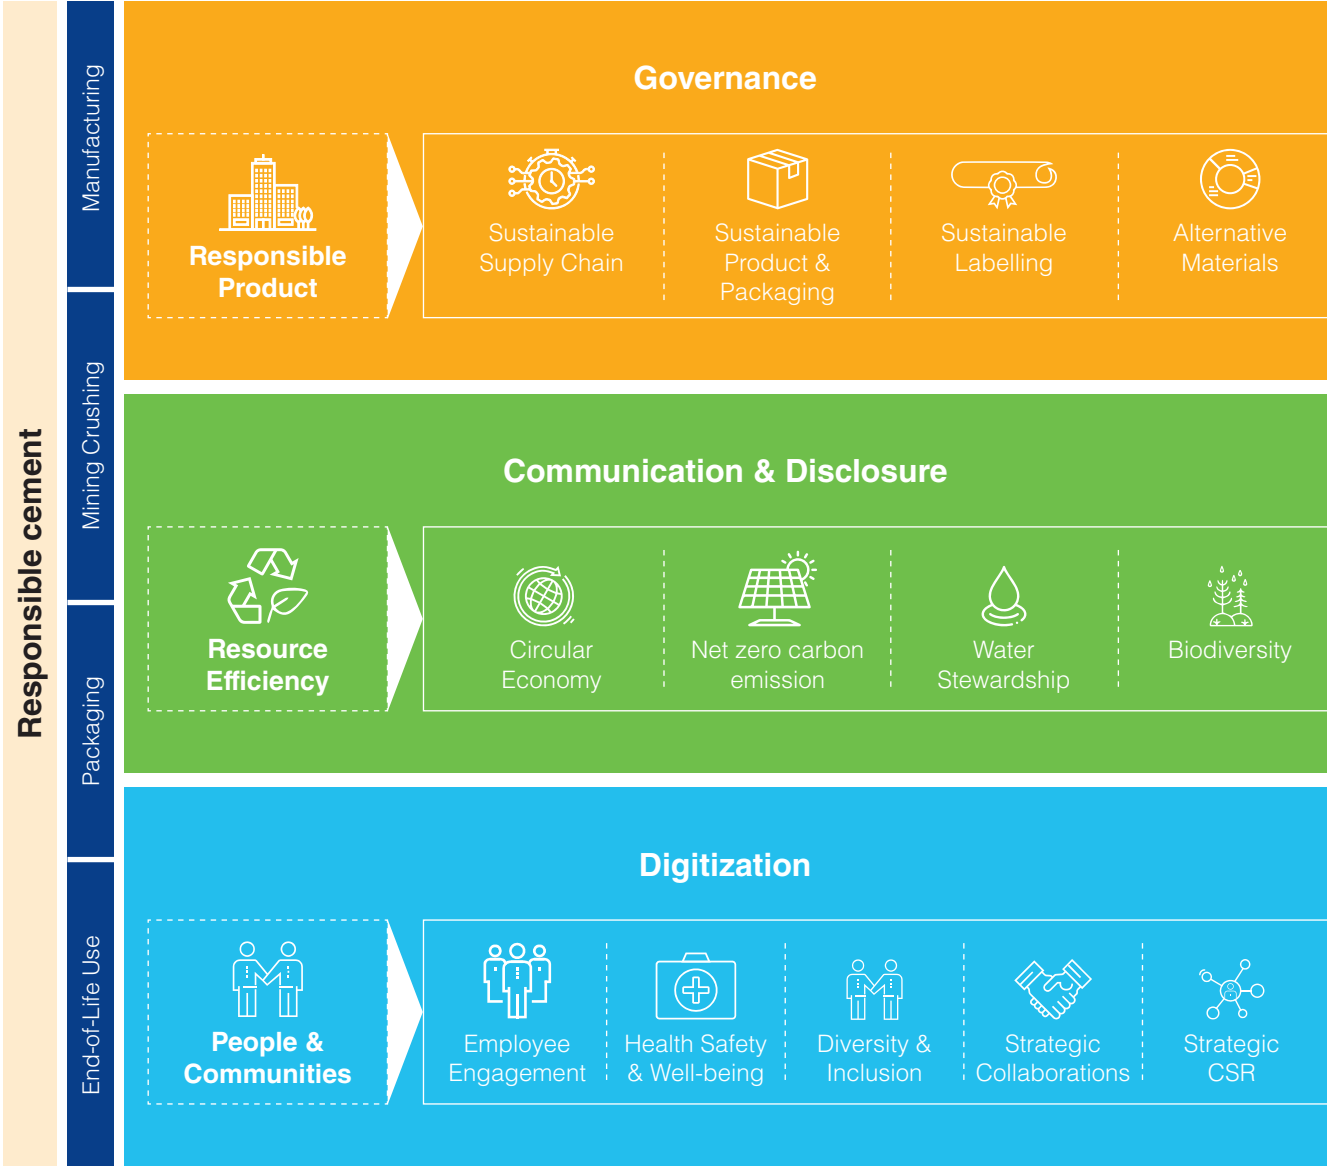 Responsible cement
Manufacturing
Mining Crushing
Packaging
End-of-Life Use
Governance
Responsible
Product
Sustainable
Supply Chain
Sustainable
Product &
Packaging
Sustainable
Labelling
Alternative
Materials
Communication & Disclosure
Resource
Efficiency
Circular
Economy
Net zero carbon
emission
Water
Stewardship
Biodiversity
Digitization
People &
Communities
Employee
Engagement
Health Safety
& Well-being
Diversity &
Inclusion
Strategic
Collaborations
Strategic
CSR